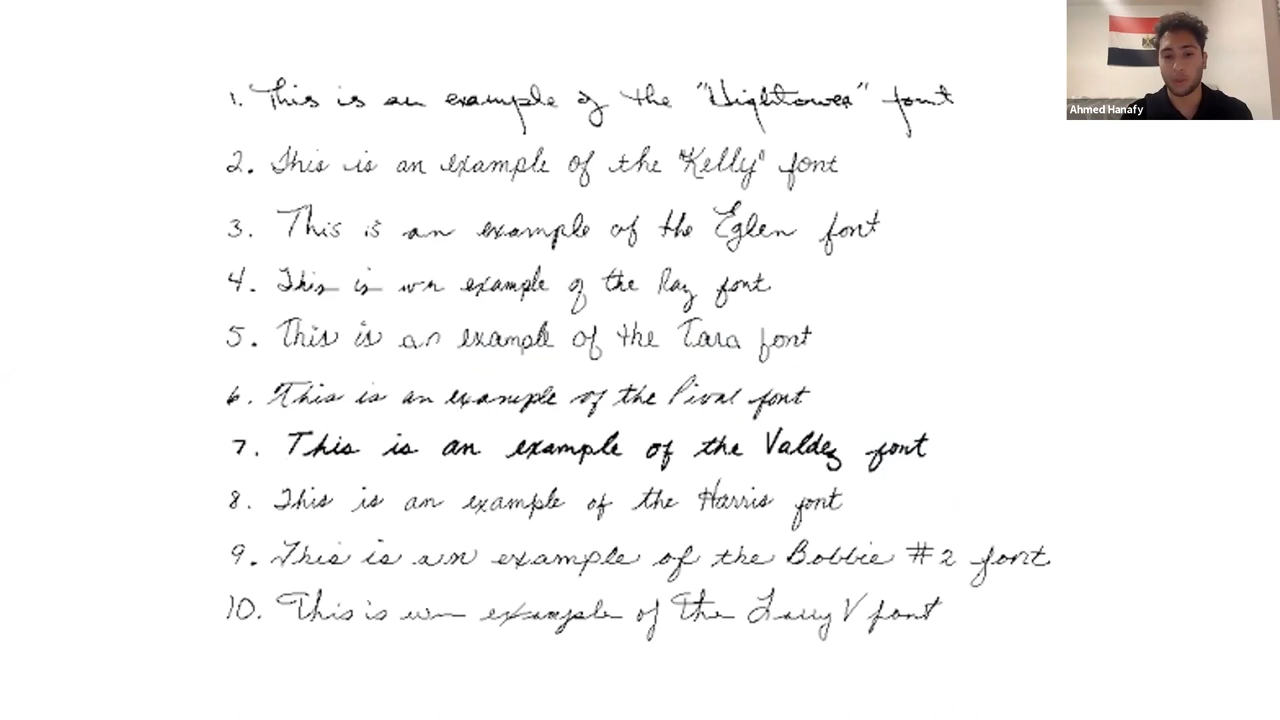 1. This is an example of the "Hightower" font
2. This is an example of the "Kelly" font
3. This is an example of the Eglen font
4. This is an example of the Ray font
5. This is an example of the Tara font
6. This is an example of the Pival font
7. This is an example of the Valdez font
8. This is an example of the Harris font
9. This is an example of the Bobbie #2 font
10. This is an example of the Larry V font
Ahmed Hanafy